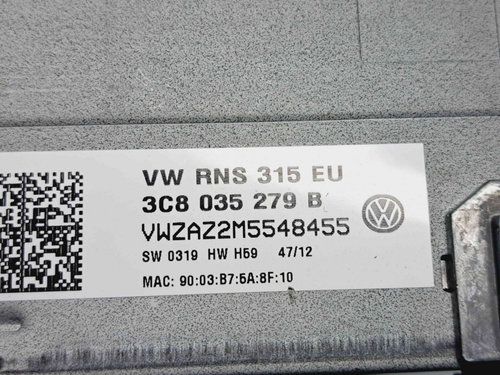 VW RNS 315 EU
3C8 035 279 B
VWZAZ2M5548455
SW 0319 HW H59 47/12
MAC: 90:03:B7:5A:8F:10